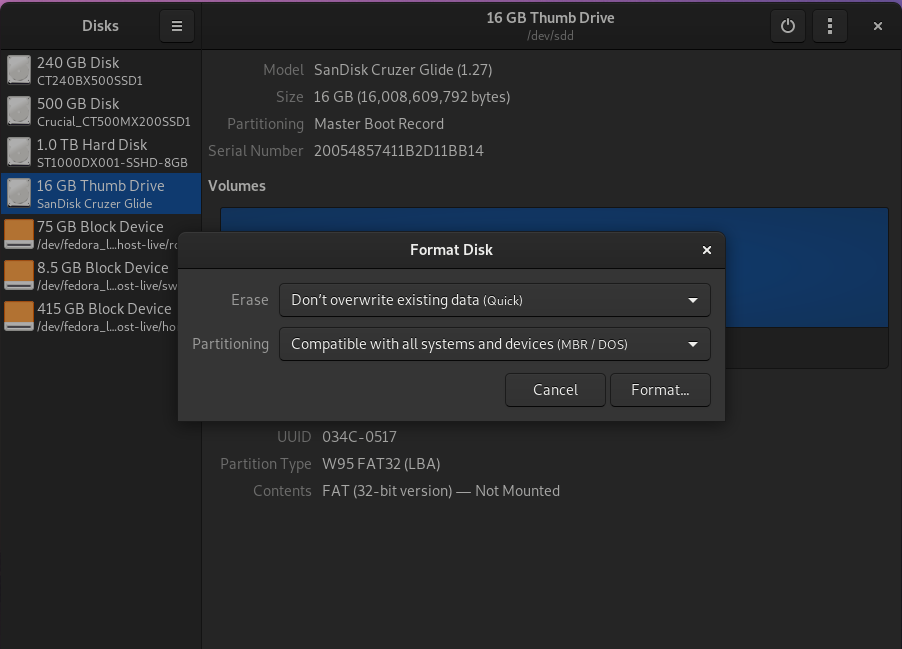 Disks
16 GB Thumb Drive
/dev/sdd
240 GB Disk
CT240BX500SSD1
500 GB Disk
Crucial_CT500MX200SSD1
1.0 TB Hard Disk
ST1000DX001-SSHD-8GB
16 GB Thumb Drive
SanDisk Cruzer Glide
75 GB Block Device
/dev/fedora_l…host-live/ro
8.5 GB Block Device
/dev/fedora_l…ost-live/sw
415 GB Block Device
/dev/fedora_l…ost-live/ho
Model SanDisk Cruzer Glide (1.27)
Size 16 GB (16,008,609,792 bytes)
Partitioning Master Boot Record
Serial Number 20054857411B2D11BB14
Volumes
Format Disk
Erase Don’t overwrite existing data (Quick)
Partitioning Compatible with all systems and devices (MBR / DOS)
Cancel Format…
UUID 034C-0517
Partition Type W95 FAT32 (LBA)
Contents FAT (32-bit version) — Not Mounted